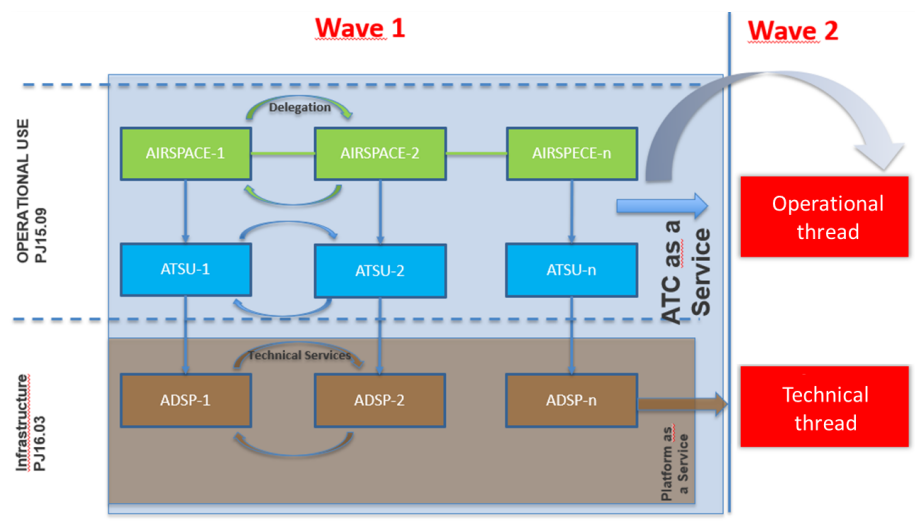 Wave 1
Wave 2
Delegation
AIRSPACE-1
AIRSPACE-2
AIRSPECE-n
OPERATIONAL USE
PJ15.09
Operational
thread
ATSU-1
ATSU-2
ATSU-n
ATC as a
Service
Technical Services
Infrastructure
PJ16.03
ADSP-1
ADSP-2
ADSP-n
Technical
thread
Platform as
a Service